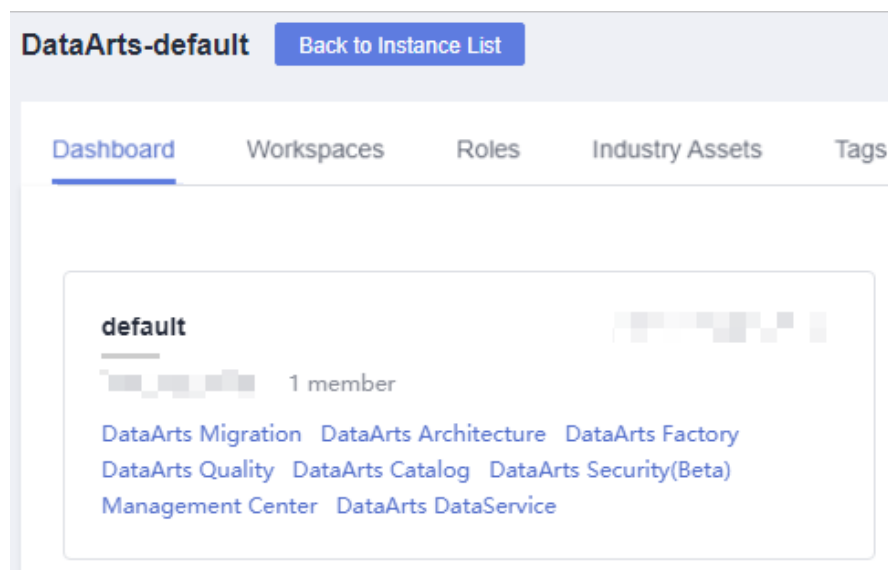 DataArts-default Back to Instance List
Dashboard Workspaces Roles Industry Assets Tags
default
1 member
DataArts Migration DataArts Architecture DataArts Factory
DataArts Quality DataArts Catalog DataArts Security(Beta)
Management Center DataArts DataService